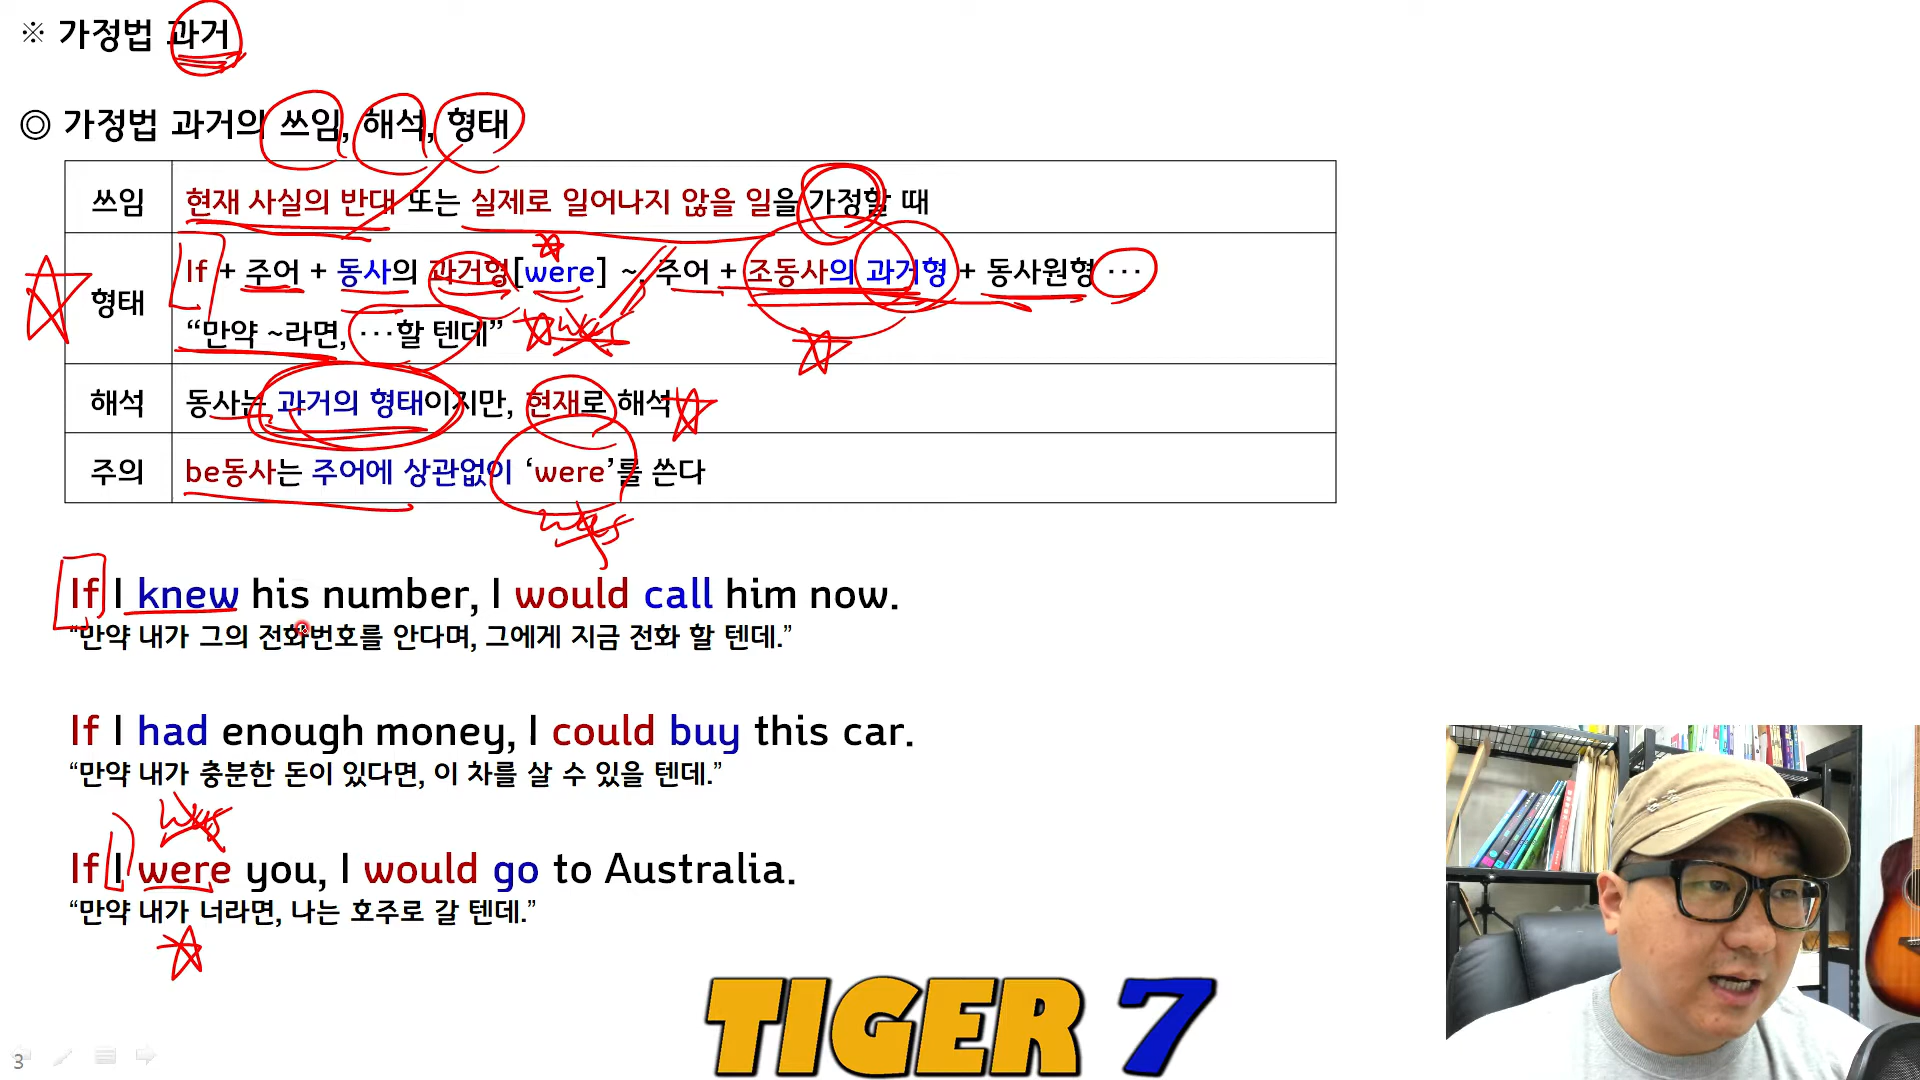 ※ 가정법 과거
◎ 가정법 과거의 쓰임, 해석, 형태
쓰임 현재 사실의 반대 또는 실제로 일어나지 않을 일을 가정할 때
형태 If + 주어 + 동사의 과거형[were] ~, 주어 + 조동사의 과거형 + 동사원형 …
“만약 ~라면, …할 텐데” was
해석 동사는 과거의 형태이지만, 현재로 해석
주의 be동사는 주어에 상관없이 ‘were’를 쓴다
was
If I knew his number, I would call him now.
“만약 내가 그의 전화번호를 안다며, 그에게 지금 전화 할 텐데.”
If I had enough money, I could buy this car.
“만약 내가 충분한 돈이 있다면, 이 차를 살 수 있을 텐데.”
was
If I were you, I would go to Australia.
“만약 내가 너라면, 나는 호주로 갈 텐데.”
TIGER 7
3